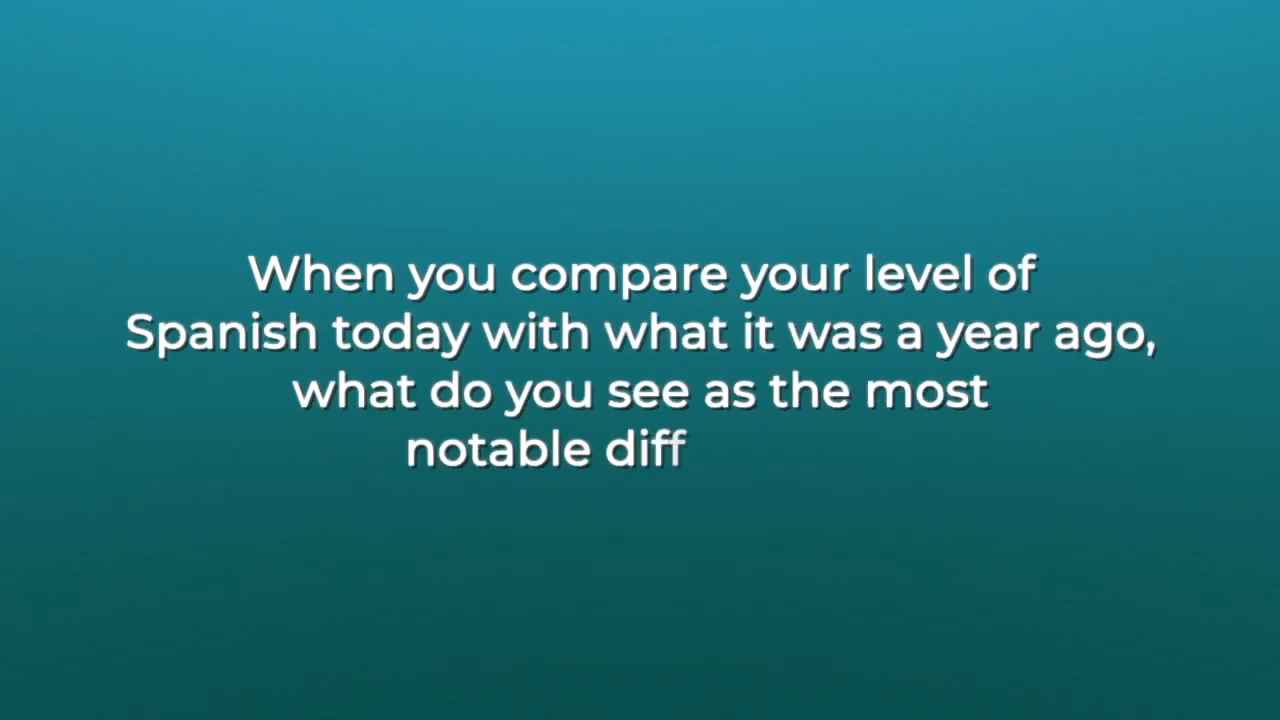 When you compare your level of
Spanish today with what it was a year ago,
what do you see as the most
notable diff